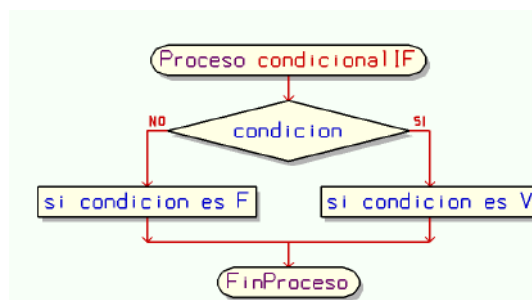 Proceso condicionalIF
NO
SI
condicion
si condicion es F
si condicion es V
FinProceso